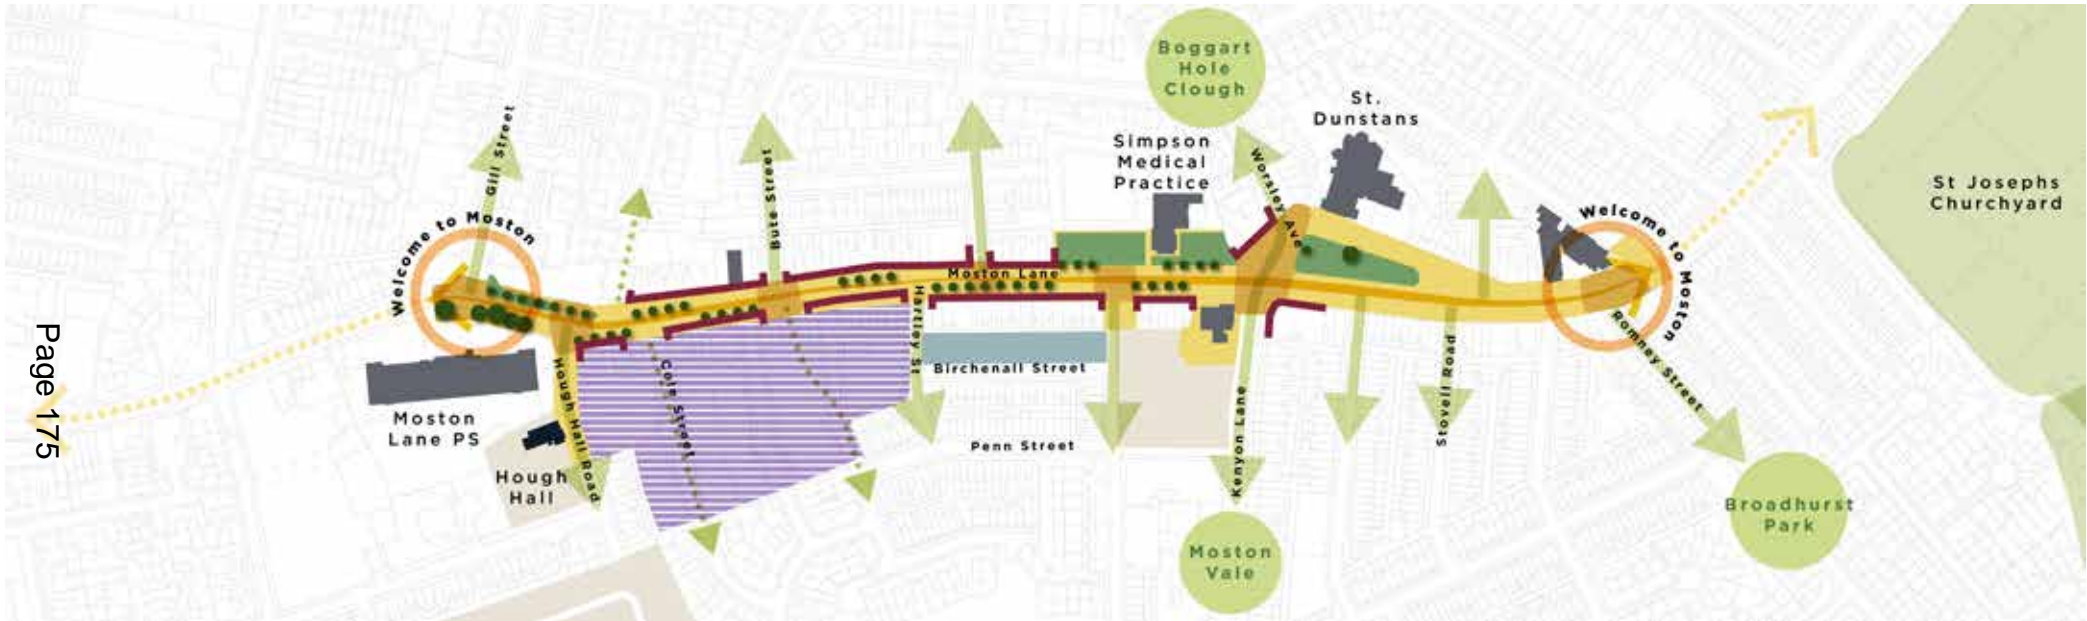 Boggart
Hole
Clough
St.
Dunstans
Simpson
Medical
Practice
Gill Street
Bute Street
Worsley Ave
St Josephs
Churchyard
Welcome to Moston
Welcome to Moston
Moston Lane
Hartley St
Birchenall Street
Romney Street
Page 175
Moston
Lane PS
Hough Hall Road
Cole Street
Kenyon Lane
Stovell Road
Penn Street
Hough
Hall
Broadhurst
Park
Moston
Vale